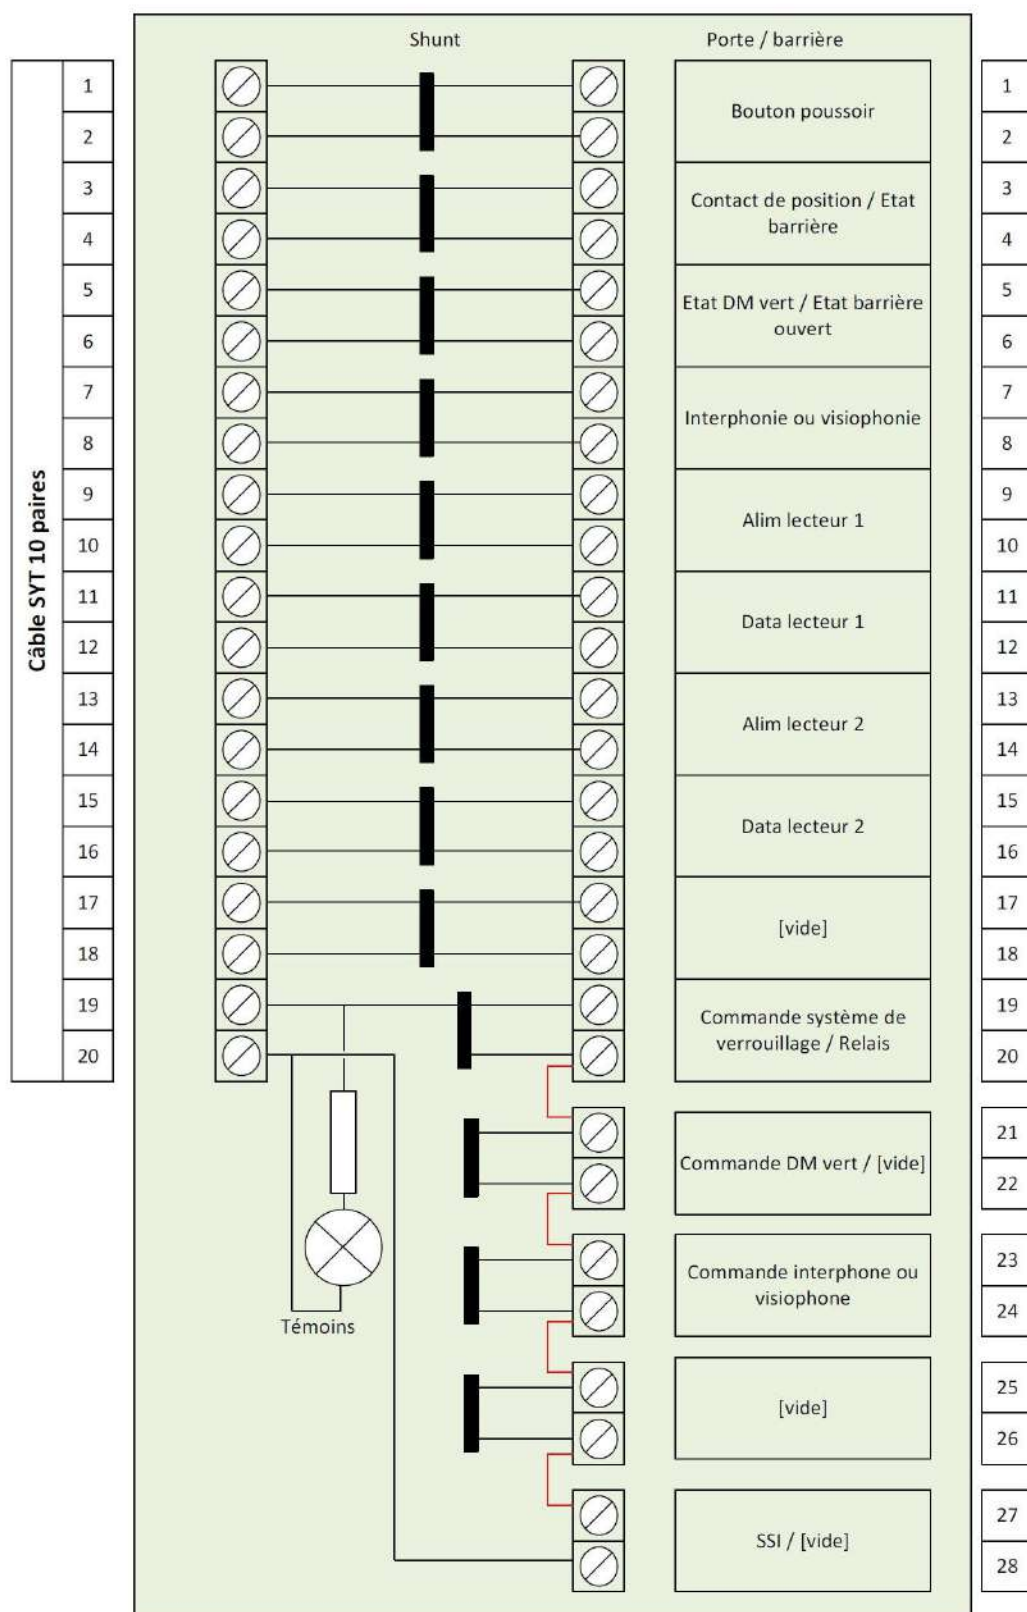 Shunt
Porte / barrière
Câble SYT 10 paires
1
1
Bouton poussoir
2
2
3
3
Contact de position / Etat
barrière
4
4
5
5
Etat DM vert / Etat barrière
ouvert
6
6
7
7
Interphonie ou visiophonie
8
8
9
9
Alim lecteur 1
10
10
11
11
Data lecteur 1
12
12
13
13
Alim lecteur 2
14
14
15
15
Data lecteur 2
16
16
17
17
[vide]
18
18
19
19
Commande système de
verrouillage / Relais
20
20
21
Commande DM vert / [vide]
22
23
Commande interphone ou
visiophone
24
Témoins
25
[vide]
26
27
SSI / [vide]
28